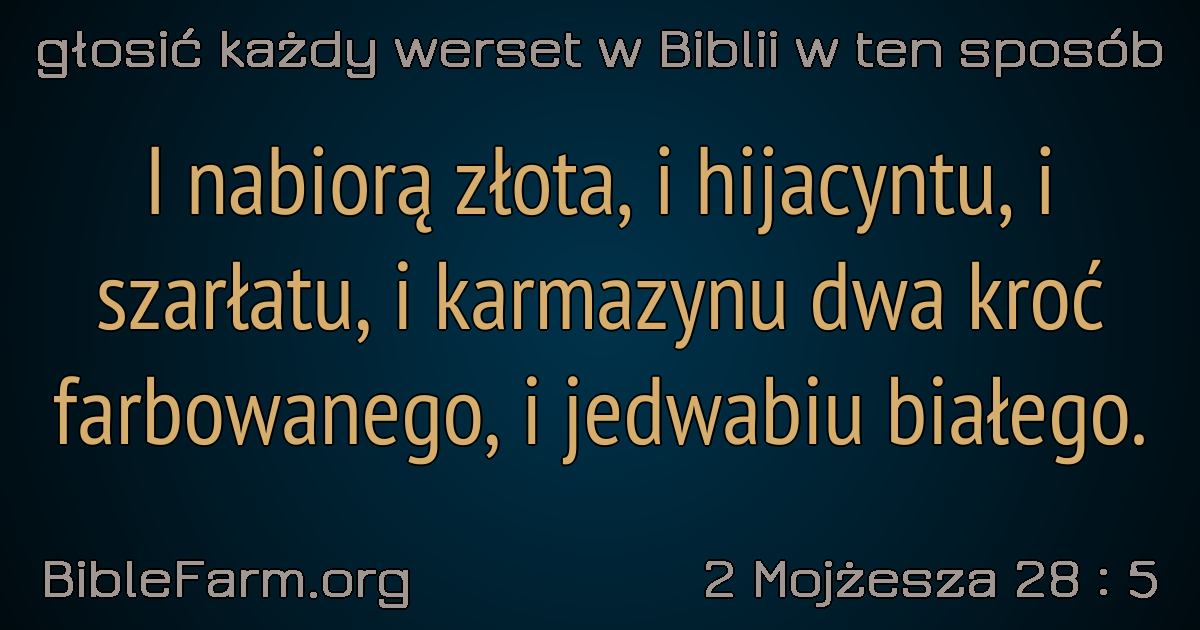 głosić każdy werset w Biblii w ten sposób
I nabiorą złota, i hijacyntu, i
szarłatu, i karmazynu dwa kroć
farbowanego, i jedwabiu białego.
BibleFarm.org
2 Mojżesza 28 : 5